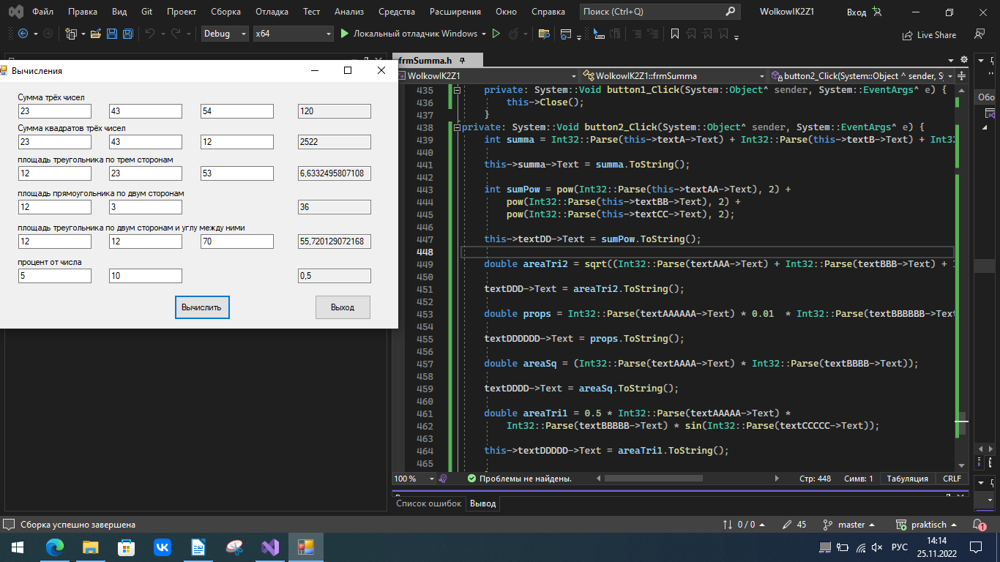 Файл Правка Вид Git Проект Сборка Отладка Тест Анализ Средства Расширения Окно Справка Поиск (Ctrl+Q) WolkowIK2Z1 Вход
Debug x64 Локальный отладчик Windows Live Share
frmSumma.h
WolkowIK2Z1 WolkowIK2Z1::frmSumma button2_Click(System::Object ^ sender, S
Вычисления
Сумма трёх чисел
23 43 54 120
Сумма квадратов трёх чисел
23 43 12 2522
площадь треугольника по трем сторонам
12 23 53 6,6332495807108
площадь прямоугольника по двум сторонам
12 3 36
площадь треугольника по двум сторонам и углу между ними
12 12 70 55,720129072168
процент от числа
5 10 0,5
Вычислить Выход
435 private: System::Void button1_Click(System::Object^ sender, System::EventArgs^ e) {
436 this->Close();
437 }
438 private: System::Void button2_Click(System::Object^ sender, System::EventArgs^ e) {
439 int summa = Int32::Parse(this->textA->Text) + Int32::Parse(this->textB->Text) + Int3
440
441 this->summa->Text = summa.ToString();
442
443 int sumPow = pow(Int32::Parse(this->textAA->Text), 2) +
444 pow(Int32::Parse(this->textBB->Text), 2) +
445 pow(Int32::Parse(this->textCC->Text), 2);
446
447 this->textDD->Text = sumPow.ToString();
448
449 double areaTri2 = sqrt((Int32::Parse(textAAA->Text) + Int32::Parse(textBBB->Text) +
450
451 textDDD->Text = areaTri2.ToString();
452
453 double props = Int32::Parse(textAAAAAA->Text) * 0.01 * Int32::Parse(textBBBBBB->Text
454
455 textDDDDDD->Text = props.ToString();
456
457 double areaSq = (Int32::Parse(textAAAA->Text) * Int32::Parse(textBBBB->Text));
458
459 textDDDD->Text = areaSq.ToString();
460
461 double areaTri1 = 0.5 * Int32::Parse(textAAAAA->Text) *
462 Int32::Parse(textBBBBB->Text) * sin(Int32::Parse(textCCCCC->Text));
463
464 this->textDDDDD->Text = areaTri1.ToString();
465
Обо
100 % Проблемы не найдены. Стр: 448 Симв: 1 Табуляция CRLF
Список ошибок Вывод
Сборка успешно завершена 0 / 0 45 master praktisch 1
РУС 14:14
25.11.2022